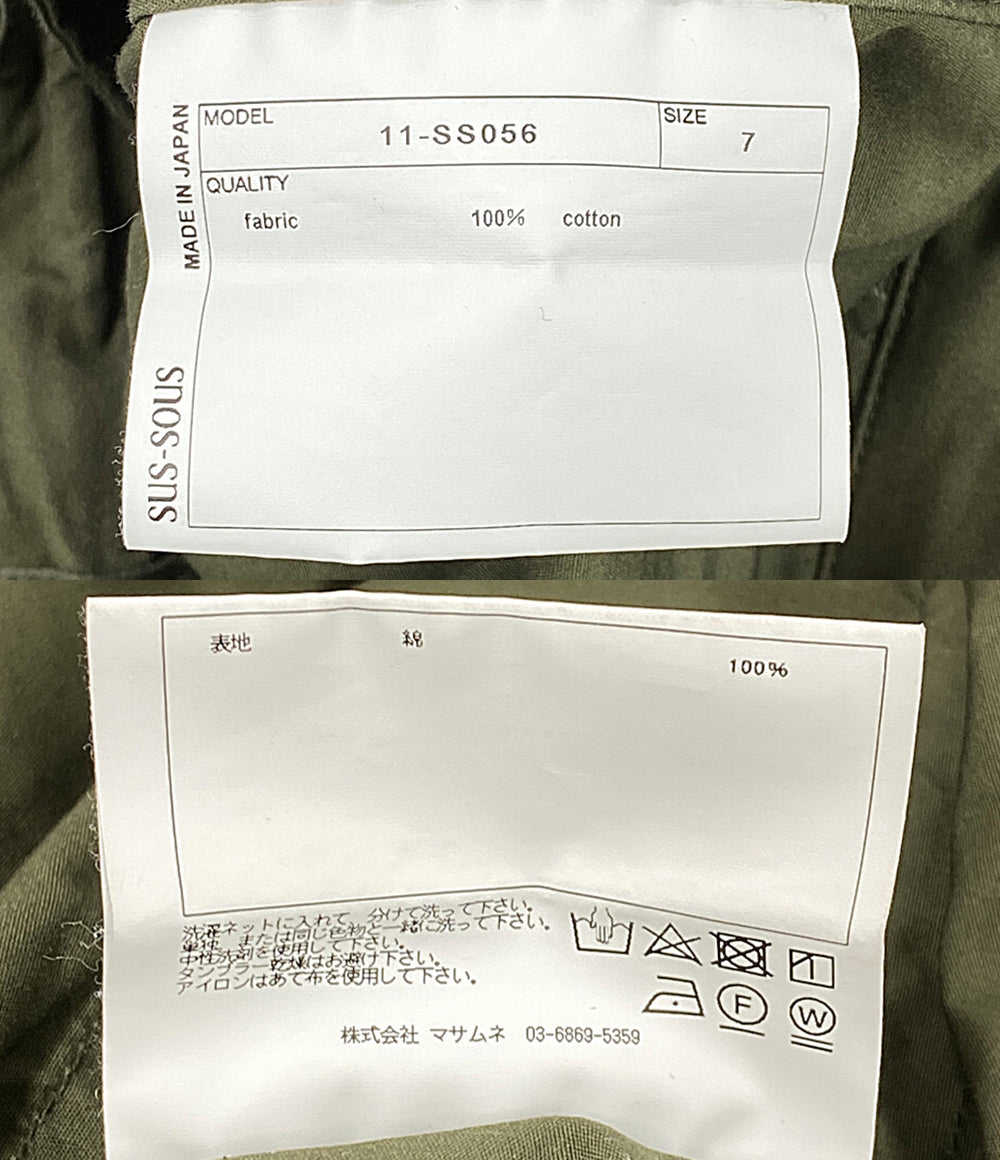 MADE IN JAPAN
sus-sous
MODEL
11-SS056
SIZE
7
QUALITY
fabric 100% cotton
表地 綿 100%
洗濯ネットに入れて、分けて洗って下さい。
単独、または同じ色物と一緒に洗って下さい。
中性洗剤を使用して下さい。
タンブラー乾燥はお避け下さい。
アイロンはあて布を使用して下さい。
F
W
株式会社 マサムネ 03-6869-5359